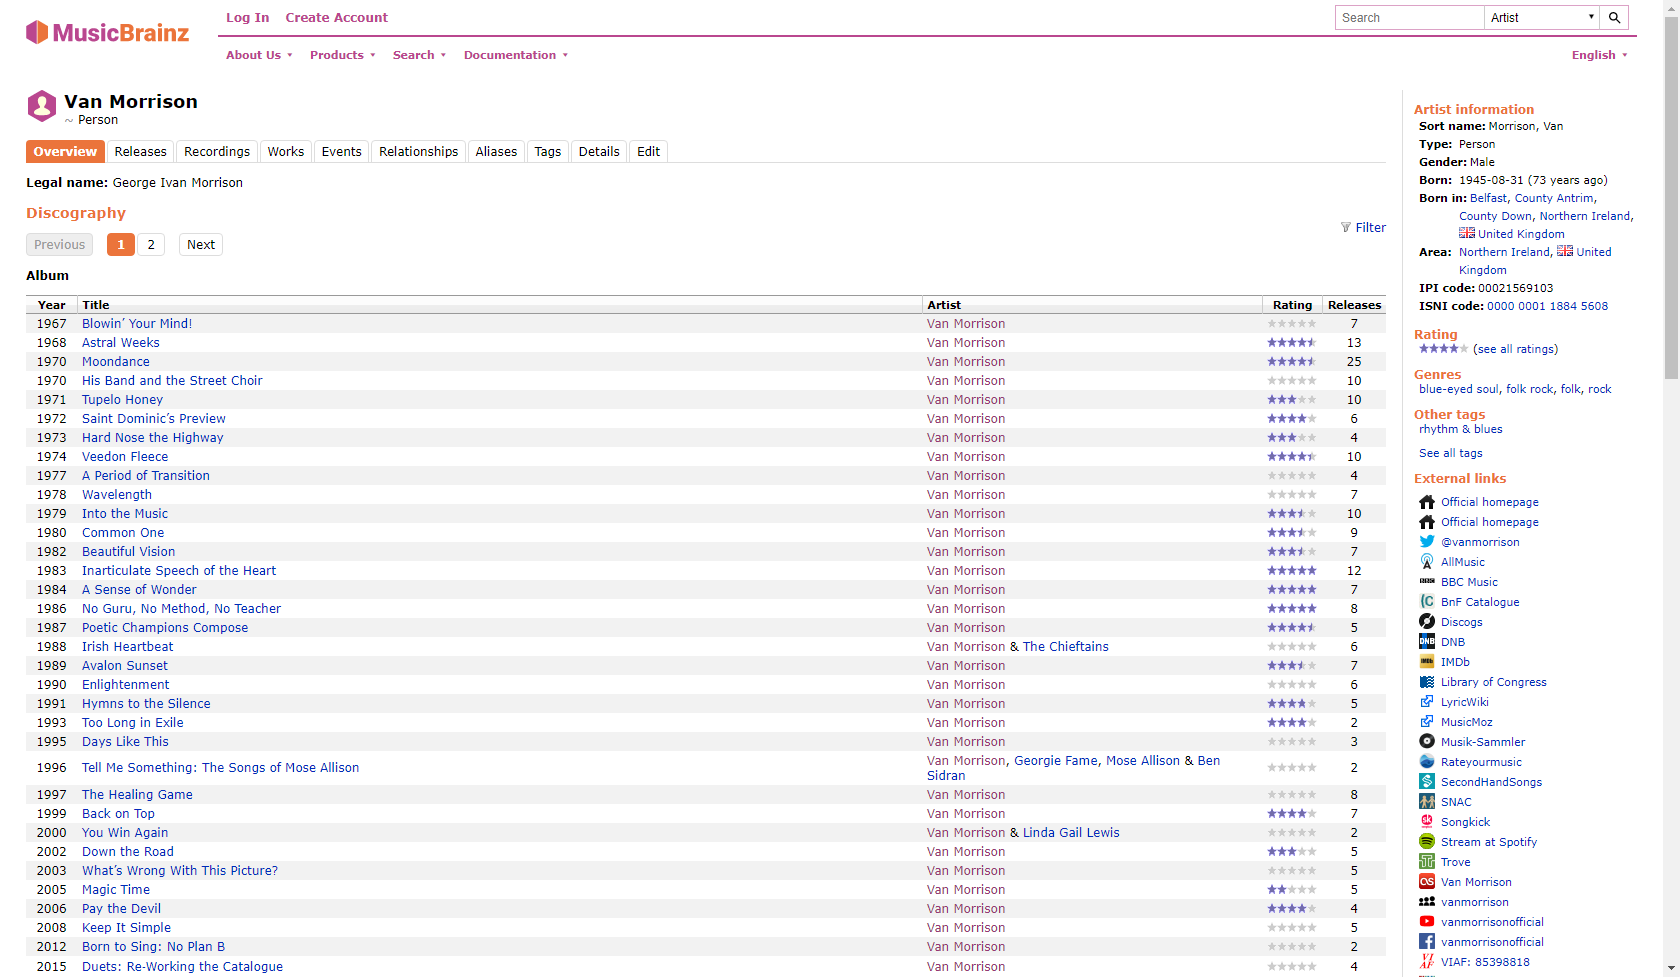 MusicBrainz
Log In Create Account
Search Artist
About Us Products Search Documentation
English
Van Morrison
~ Person
Overview Releases Recordings Works Events Relationships Aliases Tags Details Edit
Legal name: George Ivan Morrison
Discography
Filter
Previous 1 2 Next
Album
Year Title Artist Rating Releases
1967 Blowin’ Your Mind! Van Morrison 7
1968 Astral Weeks Van Morrison 13
1970 Moondance Van Morrison 25
1970 His Band and the Street Choir Van Morrison 10
1971 Tupelo Honey Van Morrison 10
1972 Saint Dominic’s Preview Van Morrison 6
1973 Hard Nose the Highway Van Morrison 4
1974 Veedon Fleece Van Morrison 10
1977 A Period of Transition Van Morrison 4
1978 Wavelength Van Morrison 7
1979 Into the Music Van Morrison 10
1980 Common One Van Morrison 9
1982 Beautiful Vision Van Morrison 7
1983 Inarticulate Speech of the Heart Van Morrison 12
1984 A Sense of Wonder Van Morrison 7
1986 No Guru, No Method, No Teacher Van Morrison 8
1987 Poetic Champions Compose Van Morrison 5
1988 Irish Heartbeat Van Morrison & The Chieftains 6
1989 Avalon Sunset Van Morrison 7
1990 Enlightenment Van Morrison 6
1991 Hymns to the Silence Van Morrison 5
1993 Too Long in Exile Van Morrison 2
1995 Days Like This Van Morrison 3
1996 Tell Me Something: The Songs of Mose Allison Van Morrison, Georgie Fame, Mose Allison & Ben
Sidran 2
1997 The Healing Game Van Morrison 8
1999 Back on Top Van Morrison 7
2000 You Win Again Van Morrison & Linda Gail Lewis 2
2002 Down the Road Van Morrison 5
2003 What’s Wrong With This Picture? Van Morrison 5
2005 Magic Time Van Morrison 5
2006 Pay the Devil Van Morrison 4
2008 Keep It Simple Van Morrison 5
2012 Born to Sing: No Plan B Van Morrison 2
2015 Duets: Re-Working the Catalogue Van Morrison 4
Artist information
Sort name: Morrison, Van
Type: Person
Gender: Male
Born: 1945-08-31 (73 years ago)
Born in: Belfast, County Antrim,
County Down, Northern Ireland,
United Kingdom
Area: Northern Ireland, United
Kingdom
IPI code: 00021569103
ISNI code: 0000 0001 1884 5608
Rating
(see all ratings)
Genres
blue-eyed soul, folk rock, folk, rock
Other tags
rhythm & blues
See all tags
External links
Official homepage
Official homepage
@vanmorrison
AllMusic
BBC BBC Music
BnF Catalogue
Discogs
DNB DNB
IMDb IMDb
Library of Congress
LyricWiki
MusicMoz
Musik-Sammler
Rateyourmusic
SecondHandSongs
SNAC
sk Songkick
Stream at Spotify
Trove
Van Morrison
vanmorrison
vanmorrisonofficial
vanmorrisonofficial
VIAF VIAF: 85398818